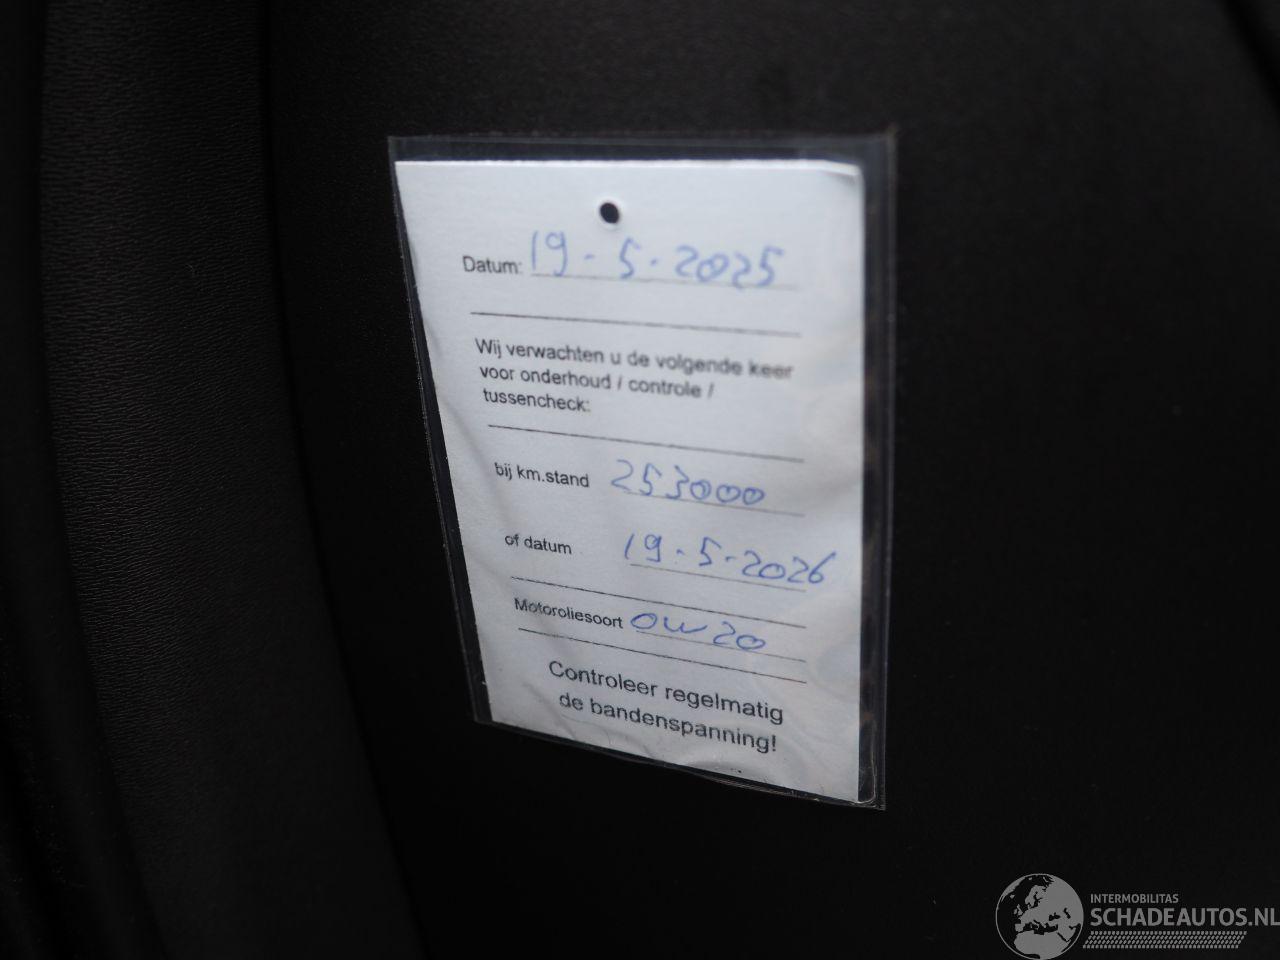 Datum: 19-5-2025
Wij verwachten u de volgende keer
voor onderhoud / controle /
tussencheck:
bij km.stand 253000
of datum 19-5-2026
Motoroliesoort 0W20
Controleer regelmatig
de bandenspanning!
INTERMOBILITAS
SCHADEAUTOS.NL